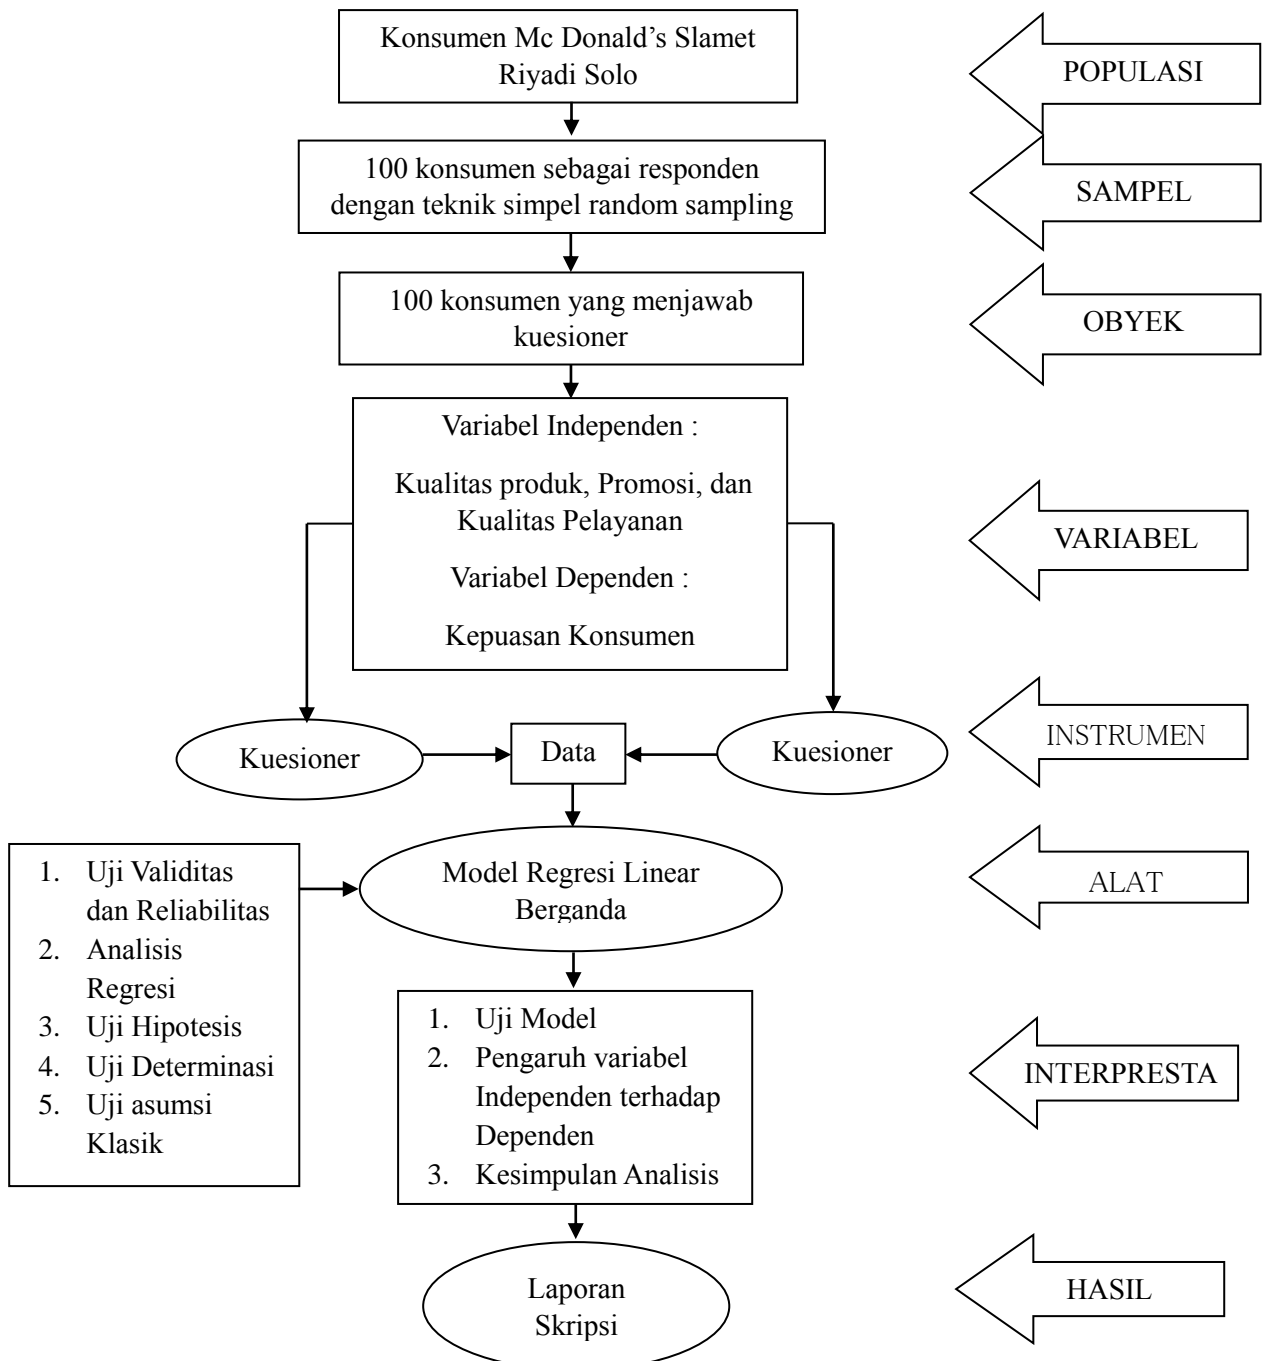 Konsumen Mc Donald’s Slamet
Riyadi Solo
POPULASI
100 konsumen sebagai responden
dengan teknik simpel random sampling
SAMPEL
100 konsumen yang menjawab
kuesioner
OBYEK
Variabel Independen :
Kualitas produk, Promosi, dan
Kualitas Pelayanan
Variabel Dependen :
Kepuasan Konsumen
VARIABEL
Kuesioner
Data
Kuesioner
INSTRUMEN
1. Uji Validitas
dan Reliabilitas
2. Analisis
Regresi
3. Uji Hipotesis
4. Uji Determinasi
5. Uji asumsi
Klasik
Model Regresi Linear
Berganda
ALAT
1. Uji Model
2. Pengaruh variabel
Independen terhadap
Dependen
3. Kesimpulan Analisis
INTERPRESTA
Laporan
Skripsi
HASIL